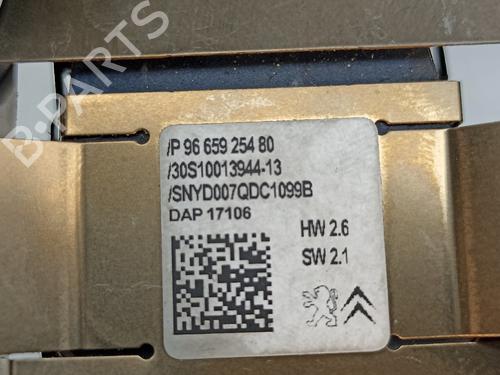 /P 96 659 254 80
/30S10013944-13
/SNYD007QDC1099B
DAP 17106
HW 2.6
SW 2.1
B-PARTS